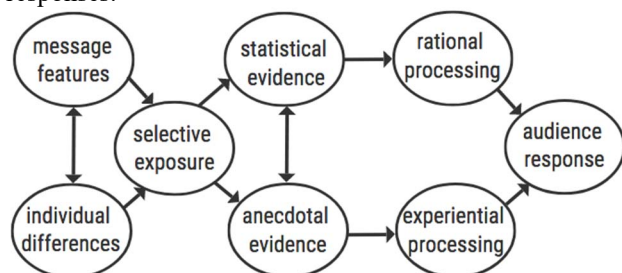 responses.
message
features
statistical
evidence
rational
processing
selective
exposure
audience
response
individual
differences
anecdotal
evidence
experiential
processing